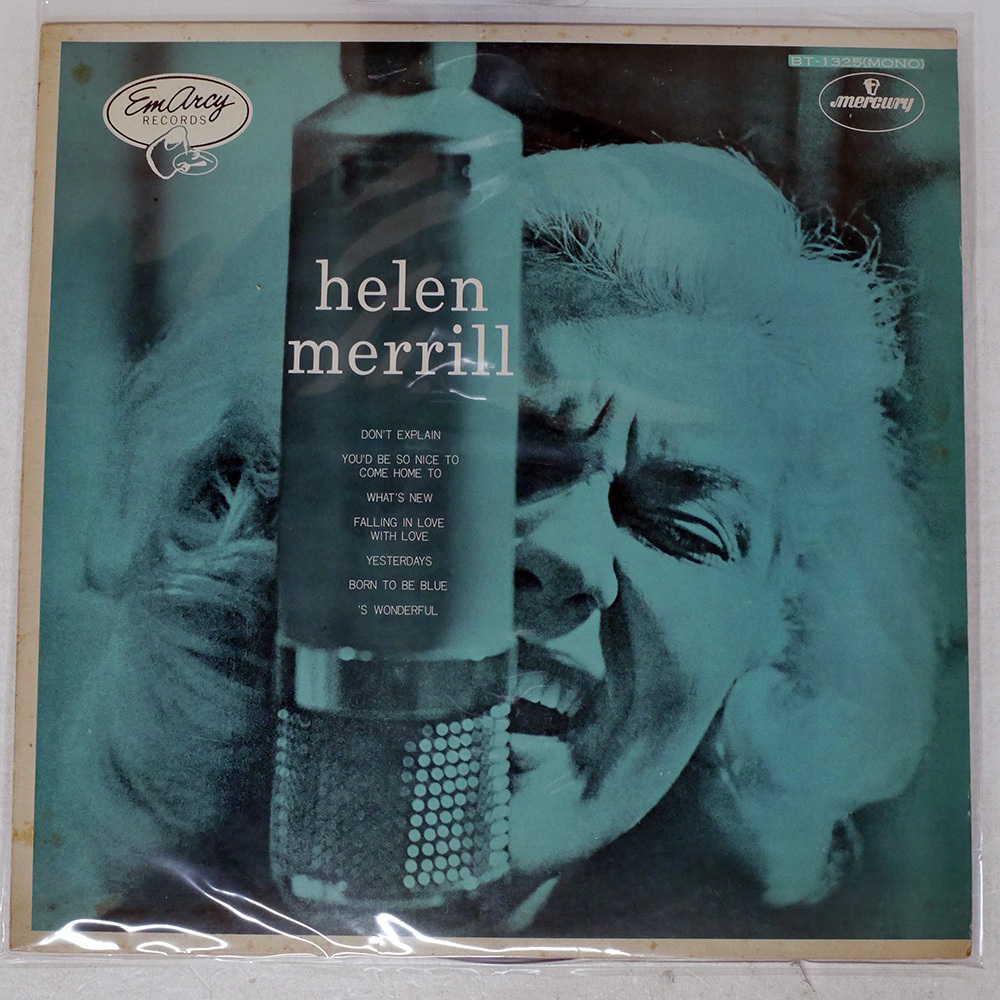 EmArcy
RECORDS
BT-1325(MONO)
mercury
helen
merrill
DON'T EXPLAIN
YOU'D BE SO NICE TO
COME HOME TO
WHAT'S NEW
FALLING IN LOVE
WITH LOVE
YESTERDAYS
BORN TO BE BLUE
'S WONDERFUL